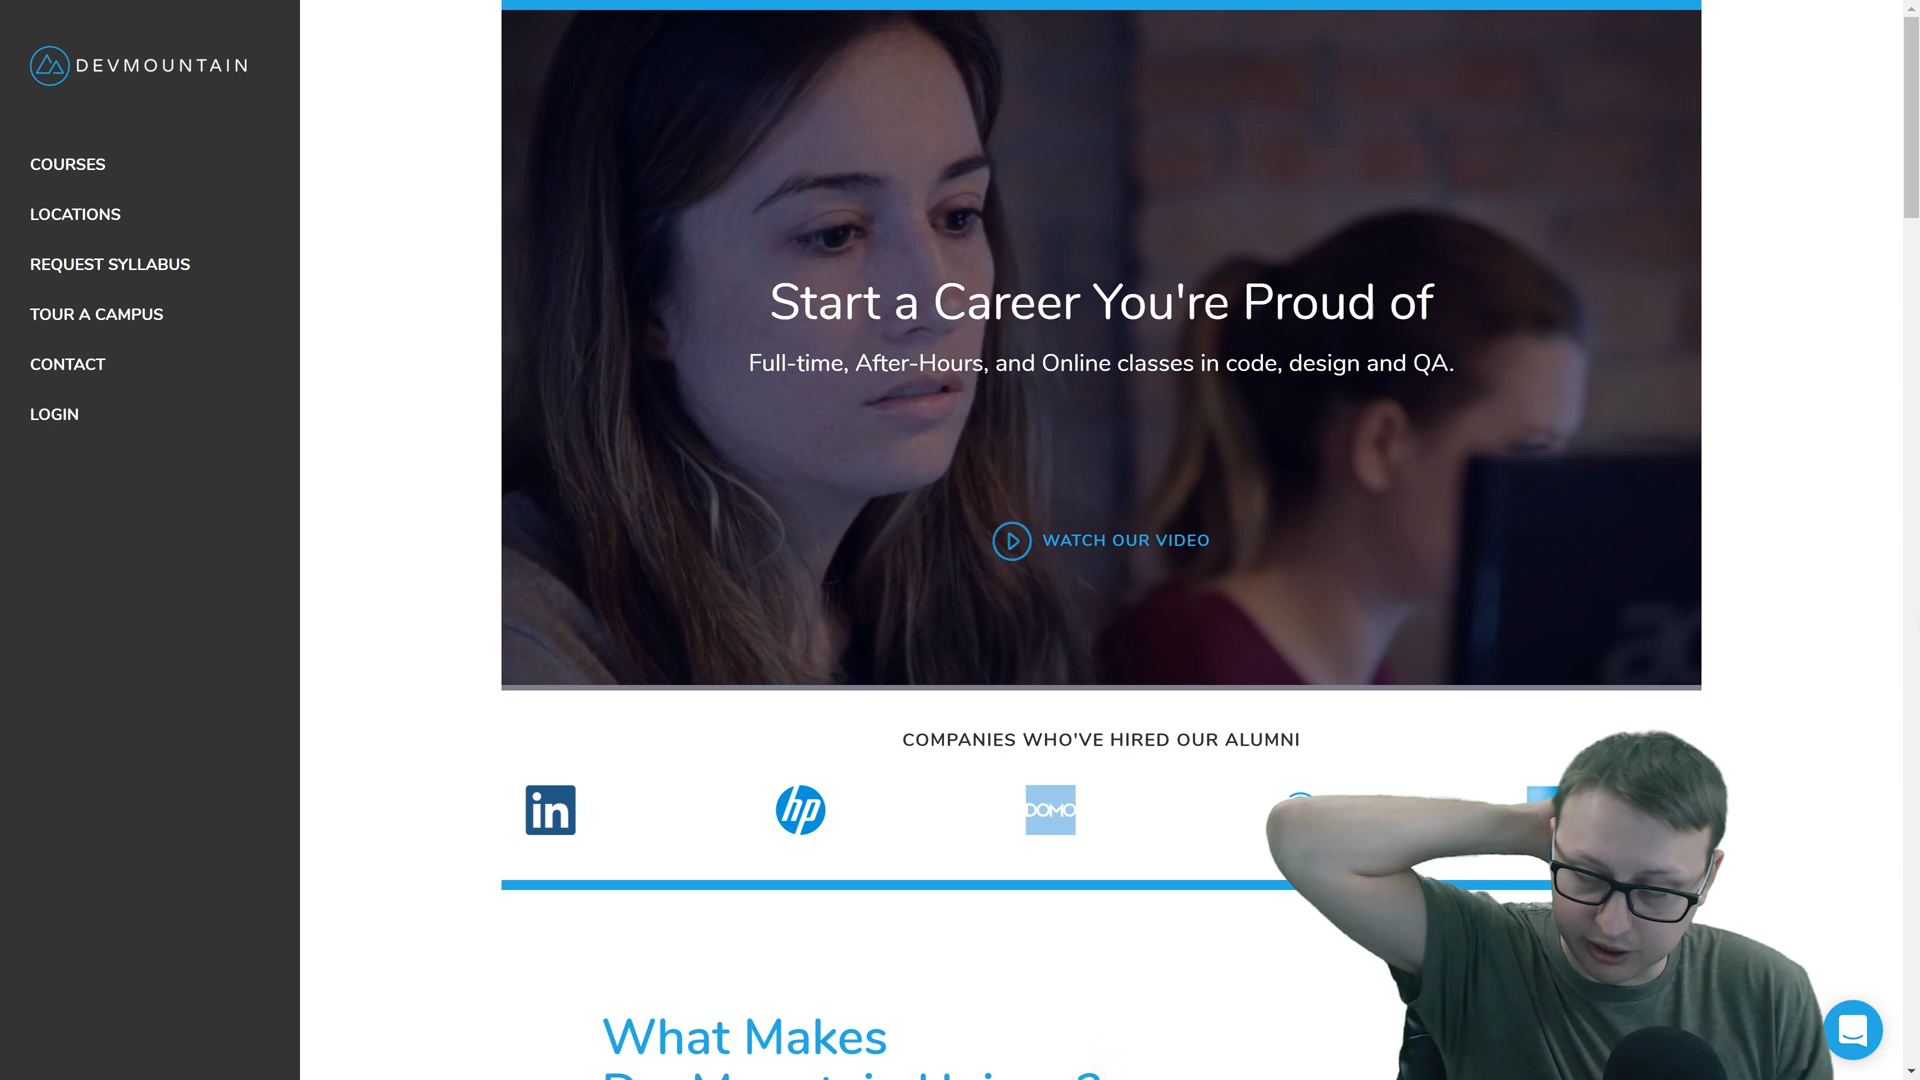 DEVMOUNTAIN
COURSES
LOCATIONS
REQUEST SYLLABUS
TOUR A CAMPUS
CONTACT
LOGIN
Start a Career You're Proud of
Full-time, After-Hours, and Online classes in code, design and QA.
WATCH OUR VIDEO
COMPANIES WHO'VE HIRED OUR ALUMNI
in
hp
DOMO
What Makes